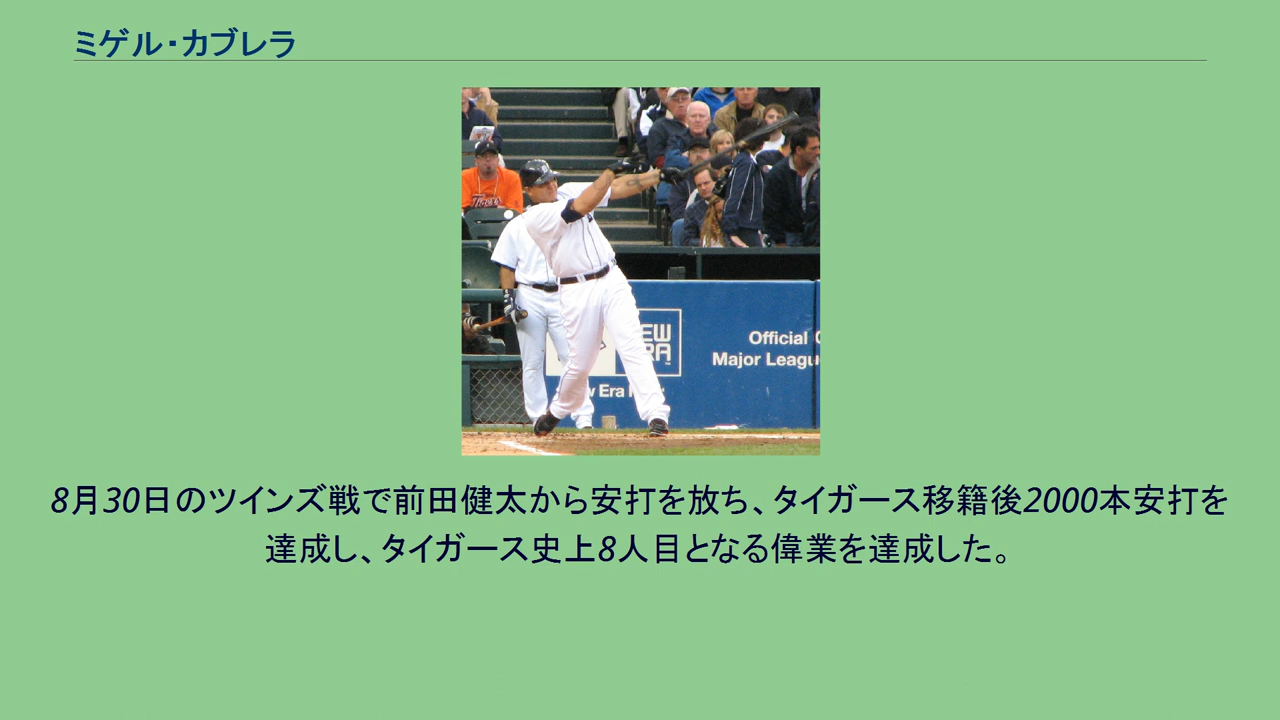 ミゲル・カブレラ
Official
Major Leagu
EW
ERA
Era
8月30日のツインズ戦で前田健太から安打を放ち、タイガース移籍後2000本安打を
達成し、タイガース史上8人目となる偉業を達成した。